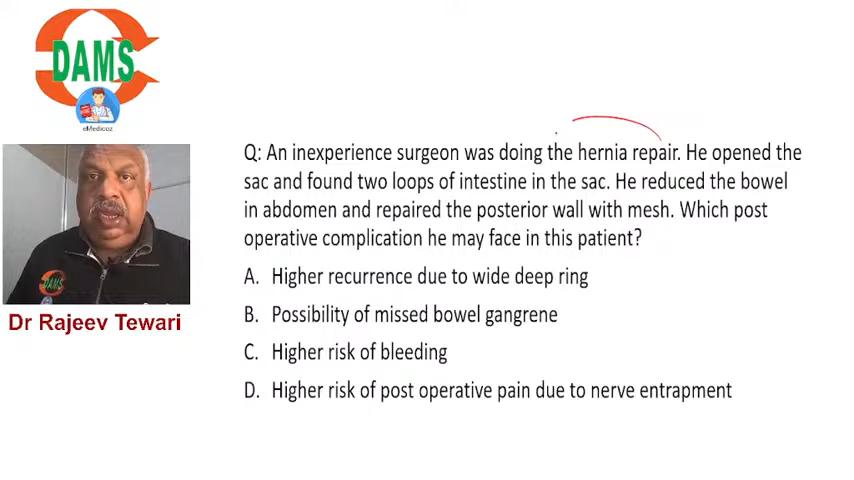 DAMS
eMedicoz
Q: An inexperience surgeon was doing the hernia repair. He opened the
sac and found two loops of intestine in the sac. He reduced the bowel
in abdomen and repaired the posterior wall with mesh. Which post
operative complication he may face in this patient?
A. Higher recurrence due to wide deep ring
B. Possibility of missed bowel gangrene
C. Higher risk of bleeding
D. Higher risk of post operative pain due to nerve entrapment
DAMS
Dr Rajeev Tewari